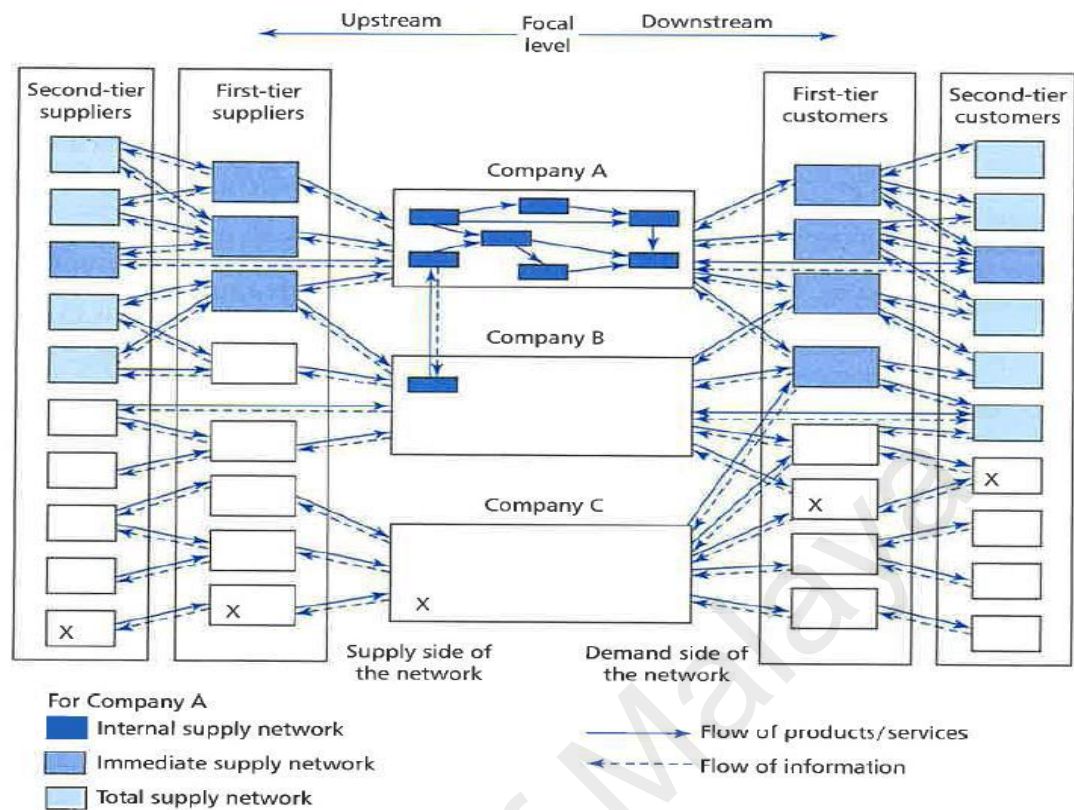 Upstream
Focal
level
Downstream
Second-tier
suppliers
First-tier
suppliers
First-tier
customers
Second-tier
customers
Company A
Company B
Company C
X
X
X
X
X
Supply side of
the network
Demand side of
the network
For Company A
Internal supply network
Immediate supply network
Total supply network
Flow of products/services
Flow of information
Malaya